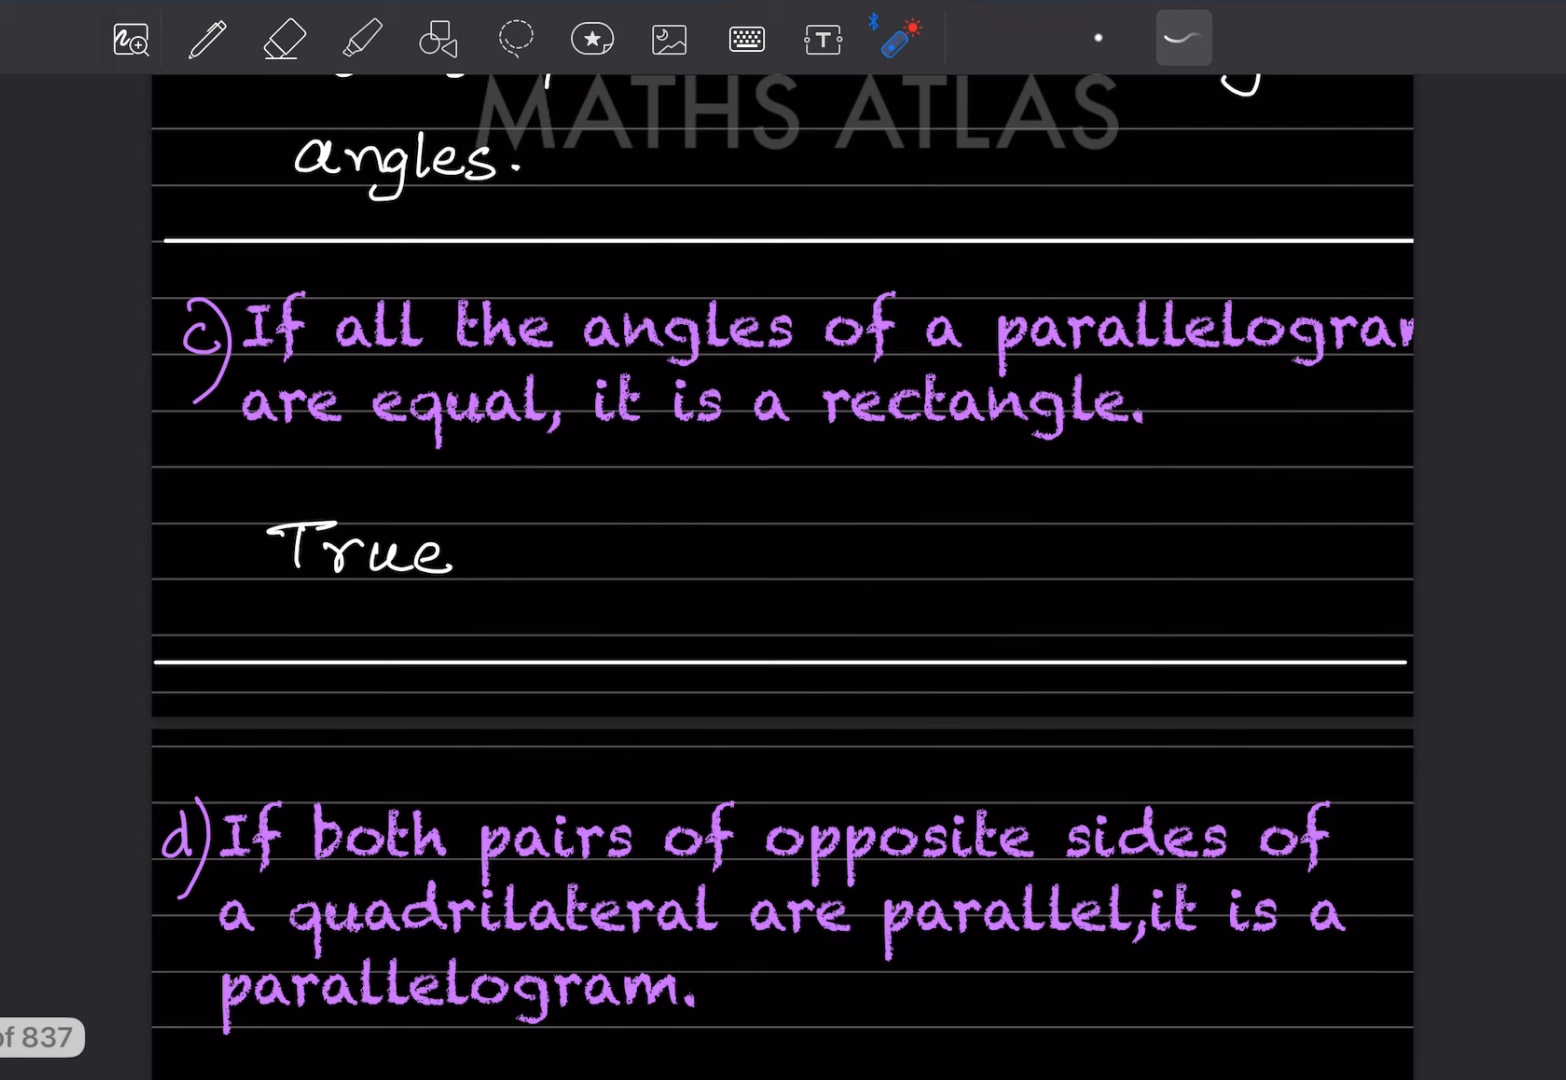 MATHS ATLAS
angles.
c) If all the angles of a
are equal, it is a rectangle.
True
d) If both pairs of opposite sides of
a quadrilateral are parallel, it is a
parallelogram.
of 837
T